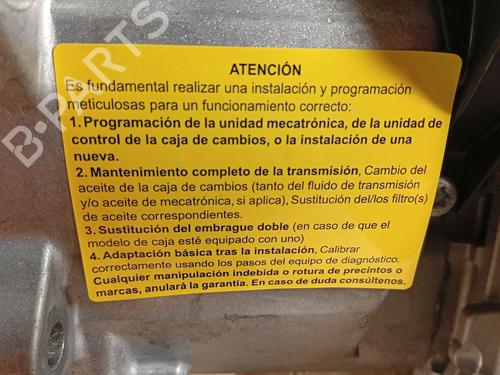 ATENCIÓN
Es fundamental realizar una instalación y programación
meticulosas para un funcionamiento correcto:
1. Programación de la unidad mecatrónica, de la unidad de
control de la caja de cambios, o la instalación de una
nueva.
2. Mantenimiento completo de la transmisión, Cambio del
aceite de la caja de cambios (tanto del fluido de transmisión
y/o aceite de mecatrónica, si aplica), Sustitución del/los filtro(s)
de aceite correspondientes.
3. Sustitución del embrague doble (en caso de que el
modelo de caja esté equipado con uno)
4. Adaptación básica tras la instalación, Calibrar
correctamente usando los pasos del equipo de diagnóstico.
Cualquier manipulación indebida o rotura de precintos o
marcas, anulará la garantía. En caso de duda consúltenos.
B-PARTS